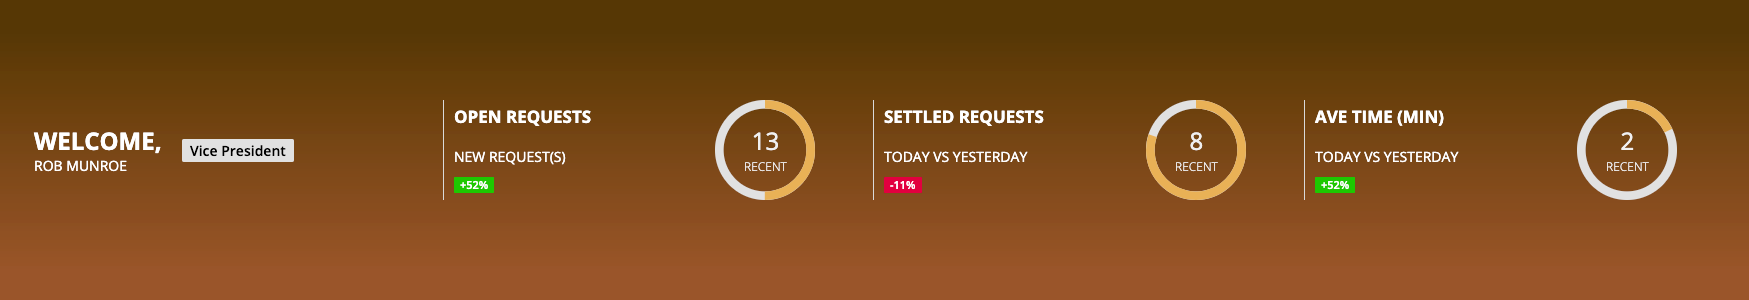 WELCOME,
ROB MUNROE
Vice President
OPEN REQUESTS
NEW REQUEST(S)
+52%
13
RECENT
SETTLED REQUESTS
TODAY VS YESTERDAY
-11%
8
RECENT
AVE TIME (MIN)
TODAY VS YESTERDAY
+52%
2
RECENT